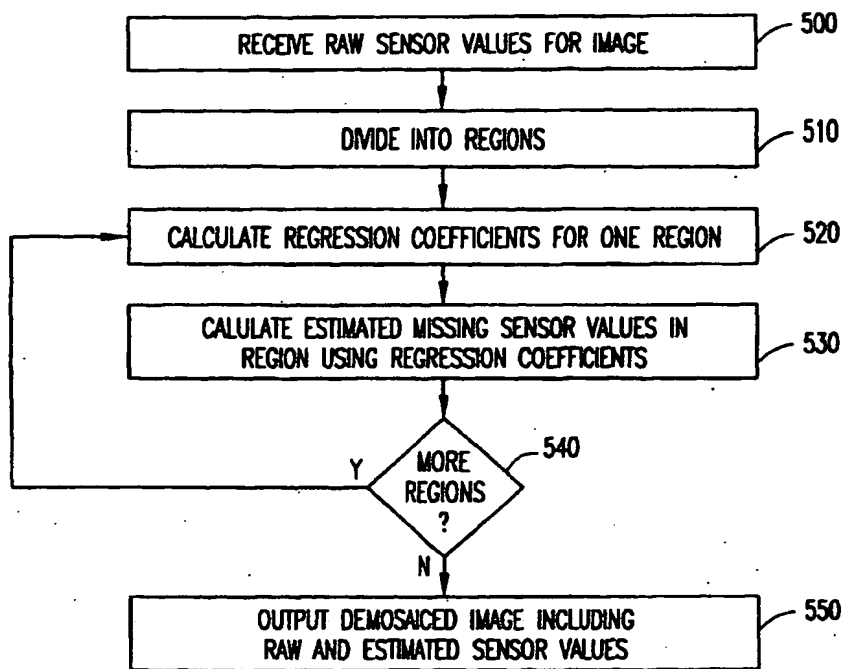 RECEIVE RAW SENSOR VALUES FOR IMAGE
500
DIVIDE INTO REGIONS
510
CALCULATE REGRESSION COEFFICIENTS FOR ONE REGION
520
CALULATE ESTIMATED MISSING SENSOR VALUES IN
REGION USING REGRESSION COEFFICIENTS
530
540
Y
MORE
REGIONS
?
N
OUTPUT DEMOSAICED IMAGE INCLUDING
RAW AND ESTIMATED SENSOR VALUES
550